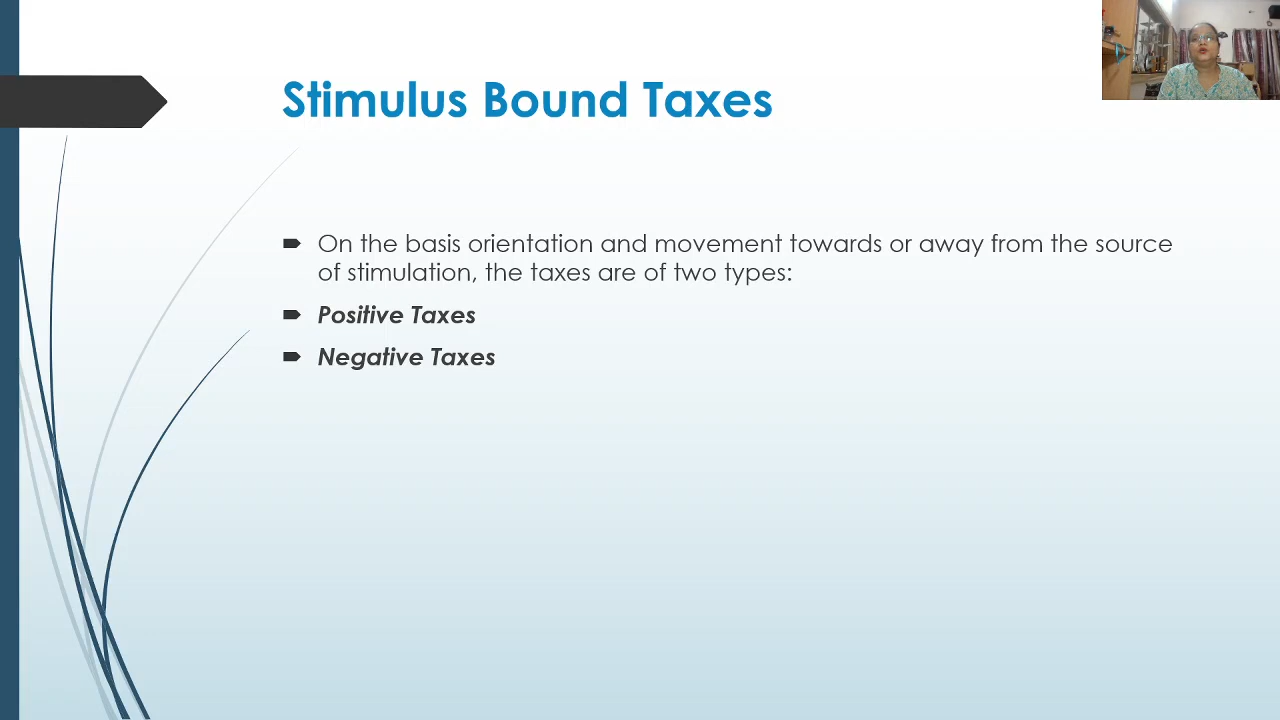 Stimulus Bound Taxes
On the basis orientation and movement towards or away from the source
of stimulation, the taxes are of two types:
Positive Taxes
Negative Taxes